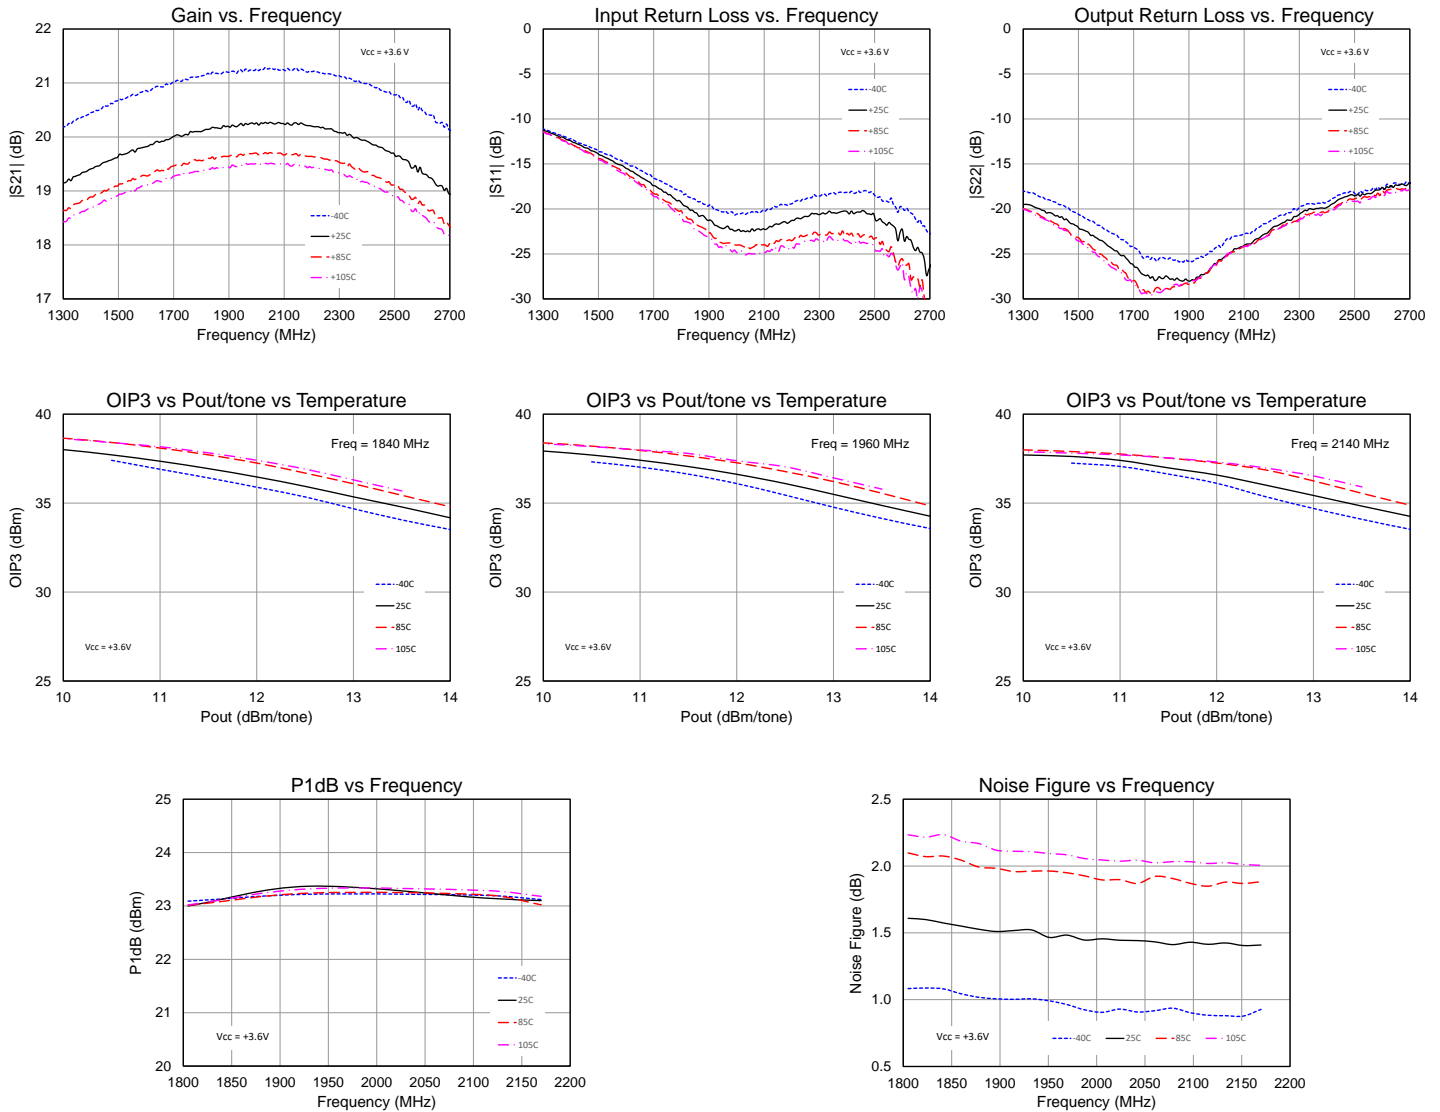 Gain vs. Frequency
22
21
20
19
18
17
|S21| (dB)
Vcc = +3.6 V
-40C
+25C
+85C
+105C
1300 1500 1700 1900 2100 2300 2500 2700
Frequency (MHz)
Input Return Loss vs. Frequency
0
-5
-10
-15
-20
-25
-30
|S11| (dB)
Vcc = +3.6 V
-40C
+25C
+85C
+105C
1300 1500 1700 1900 2100 2300 2500 2700
Frequency (MHz)
Output Return Loss vs. Frequency
0
-5
-10
-15
-20
-25
-30
|S22| (dB)
Vcc = +3.6 V
-40C
+25C
+85C
+105C
1300 1500 1700 1900 2100 2300 2500 2700
Frequency (MHz)
OIP3 vs Pout/tone vs Temperature
40
35
30
25
OIP3 (dBm)
Freq = 1840 MHz
-40C
25C
85C
105C
Vcc = +3.6V
10 11 12 13 14
Pout (dBm/tone)
OIP3 vs Pout/tone vs Temperature
40
35
30
25
OIP3 (dBm)
Freq = 1960 MHz
-40C
25C
85C
105C
Vcc = +3.6V
10 11 12 13 14
Pout (dBm/tone)
OIP3 vs Pout/tone vs Temperature
40
35
30
25
OIP3 (dBm)
Freq = 2140 MHz
-40C
25C
85C
105C
Vcc = +3.6V
10 11 12 13 14
Pout (dBm/tone)
P1dB vs Frequency
25
24
23
22
21
20
P1dB (dBm)
-40C
25C
85C
105C
Vcc = +3.6V
1800 1850 1900 1950 2000 2050 2100 2150 2200
Frequency (MHz)
Noise Figure vs Frequency
2.5
2.0
1.5
1.0
0.5
Noise Figure (dB)
Vcc = +3.6V
-40C 25C 85C 105C
1800 1850 1900 1950 2000 2050 2100 2150 2200
Frequency (MHz)